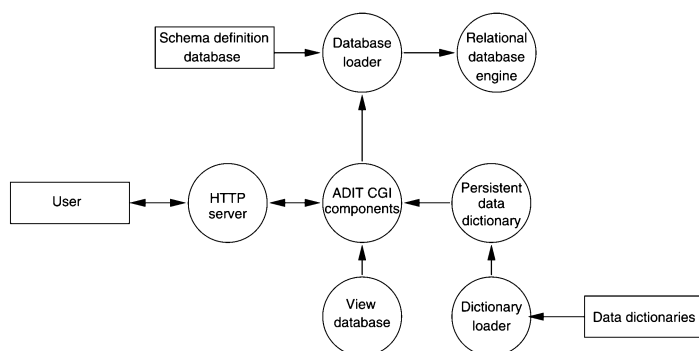 Schema definition
database
Database
loader
Relational
database
engine
User
HTTP
server
ADIT CGI
components
Persistent
data
dictionary
View
database
Dictionary
loader
Data dictionaries